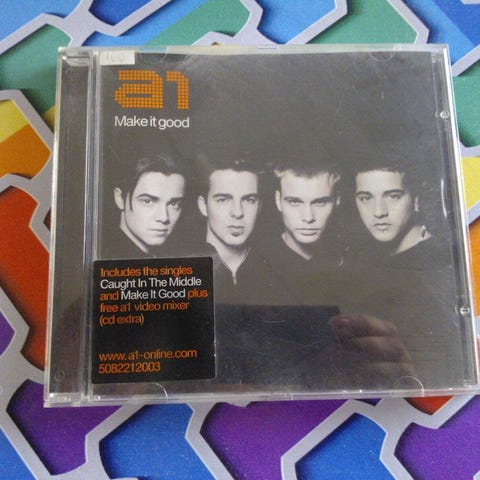 a1
Make it good
Includes the singles
Caught In The Middle
and Make It Good plus
free a1 video mixer
(cd extra)
www.a1-online.com
5082212003